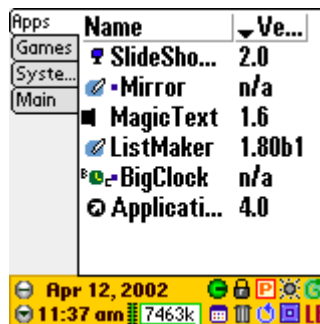 Apps
Games
Syste...
Main
Name Ve...
SlideSho... 2.0
Mirror n/a
MagicText 1.6
ListMaker 1.80b1
BigClock n/a
Applicati... 4.0
Apr 12, 2002
11:37 am 7463k